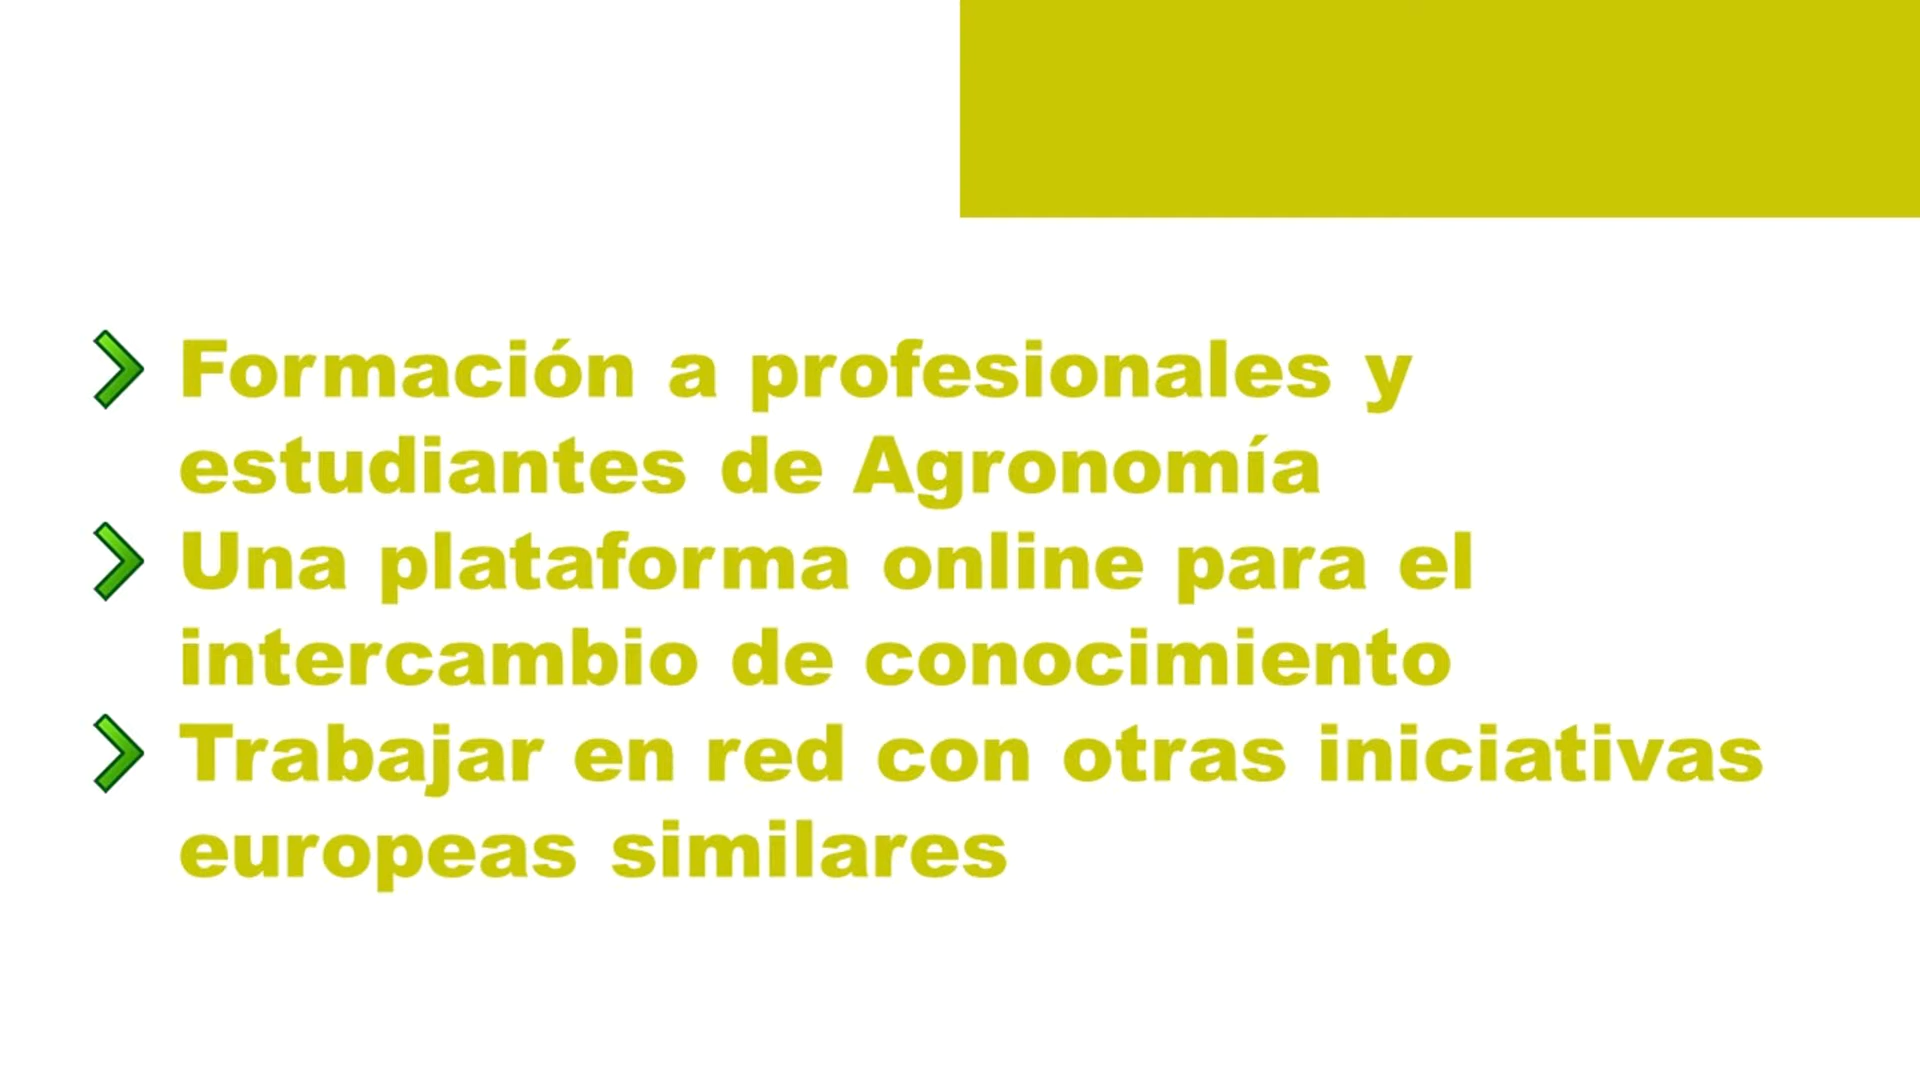 Formación a profesionales y
estudiantes de Agronomía
Una plataforma online para el
intercambio de conocimiento
Trabajar en red con otras iniciativas
europeas similares